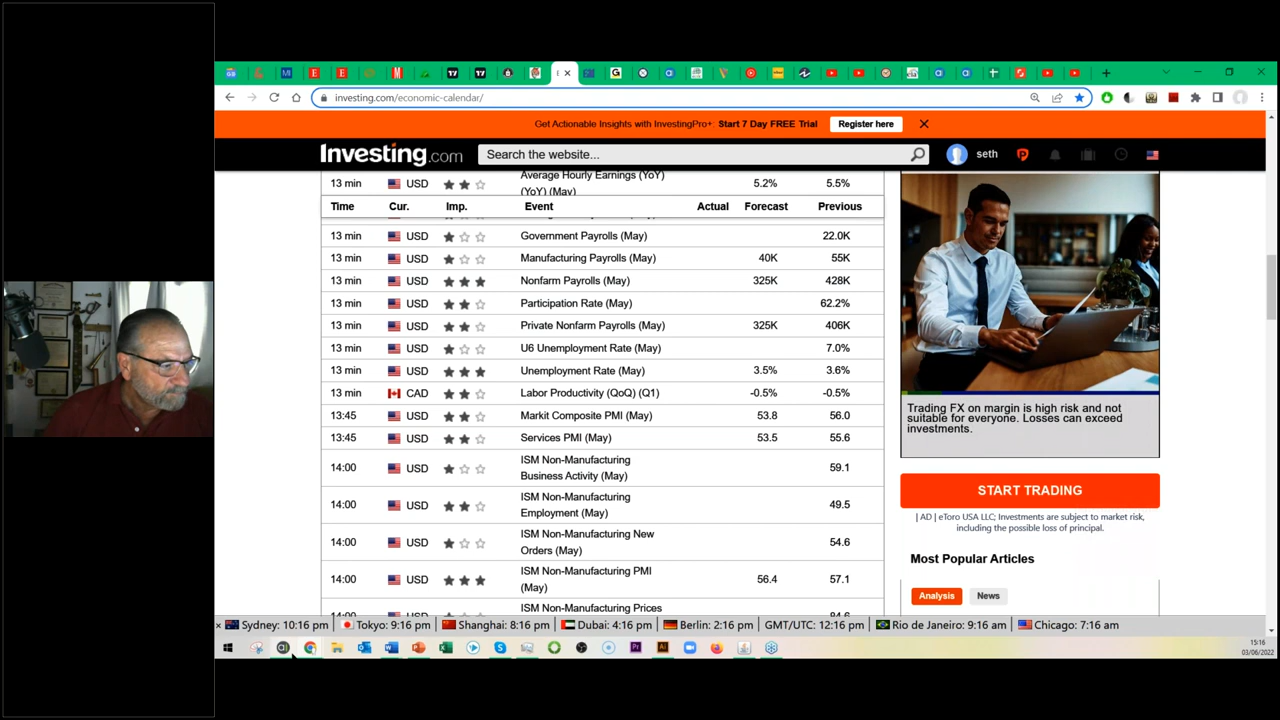 investing.com/economic-calendar/
Get Actionable Insights with InvestingPro+: Start 7 Day FREE Trial Register here
Investing.com Search the website... seth
13 min USD Average Hourly Earnings (YoY) 5.2% 5.5%
(YoY) (May)
Time Cur. Imp. Event Actual Forecast Previous
13 min USD Government Payrolls (May) 22.0K
13 min USD Manufacturing Payrolls (May) 40K 55K
13 min USD Nonfarm Payrolls (May) 325K 428K
13 min USD Participation Rate (May) 62.2%
13 min USD Private Nonfarm Payrolls (May) 325K 406K
13 min USD U6 Unemployment Rate (May) 7.0%
13 min USD Unemployment Rate (May) 3.5% 3.6%
13 min CAD Labor Productivity (QoQ) (Q1) -0.5% -0.5%
13:45 USD Markit Composite PMI (May) 53.8 56.0
13:45 USD Services PMI (May) 53.5 55.6
14:00 USD ISM Non-Manufacturing 59.1
Business Activity (May)
14:00 USD ISM Non-Manufacturing 49.5
Employment (May)
14:00 USD ISM Non-Manufacturing New 54.6
Orders (May)
14:00 USD ISM Non-Manufacturing PMI 56.4 57.1
(May)
14:00 USD ISM Non-Manufacturing Prices 84.6
Trading FX on margin is high risk and not
suitable for everyone. Losses can exceed
investments.
START TRADING
| AD | eToro USA LLC; Investments are subject to market risk,
including the possible loss of principal.
Most Popular Articles
Analysis News
Sydney: 10:16 pm Tokyo: 9:16 pm Shanghai: 8:16 pm Dubai: 4:16 pm Berlin: 2:16 pm GMT/UTC: 12:16 pm Rio de Janeiro: 9:16 am Chicago: 7:16 am
15:16
03/06/2022